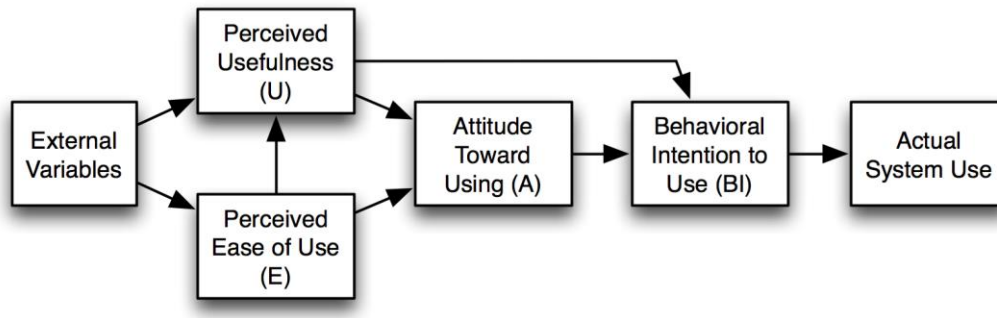 External
Variables
Perceived
Usefulness
(U)
Perceived
Ease of Use
(E)
Attitude
Toward
Using (A)
Behavioral
Intention to
Use (BI)
Actual
System Use